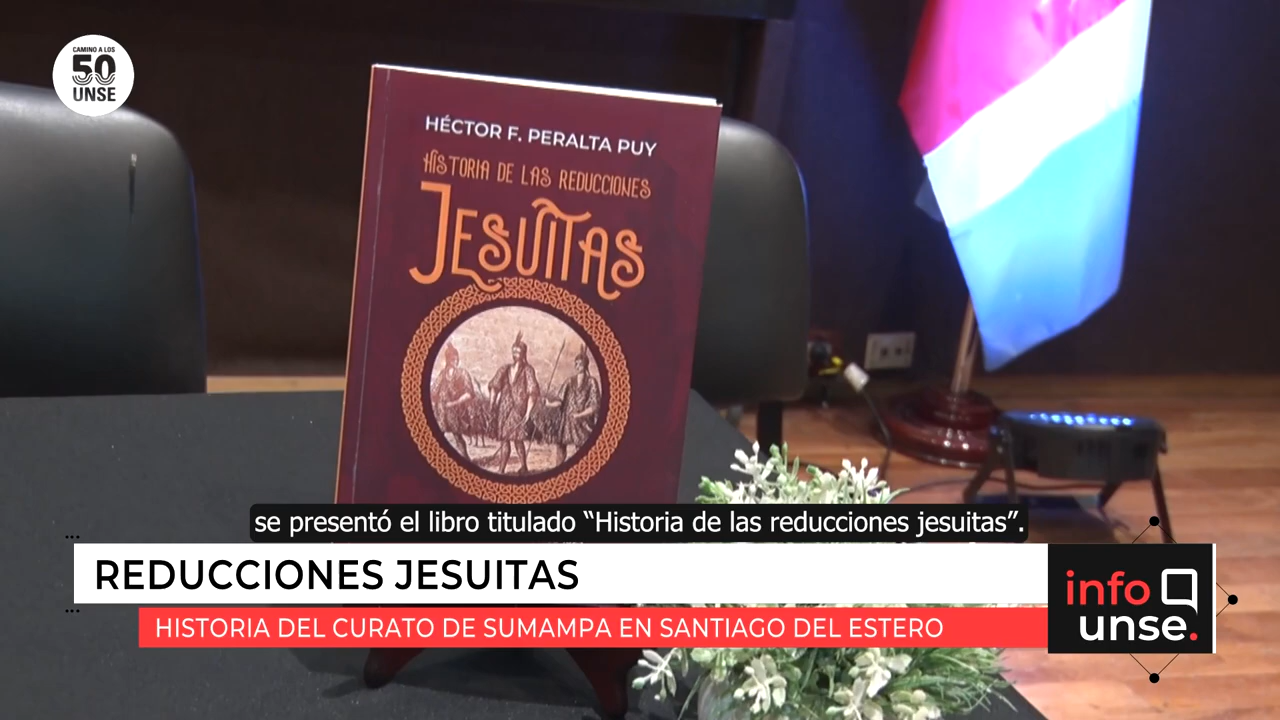 CAMINO A LOS
50
UNSE
HÉCTOR F. PERALTA PUY
HISTORIA DE LAS REDUCCIONES
JESUITAS
se presentó el libro titulado “Historia de las reducciones jesuitas”.
REDUCCIONES JESUITAS
HISTORIA DEL CURATO DE SUMAMPA EN SANTIAGO DEL ESTERO
info
unse.